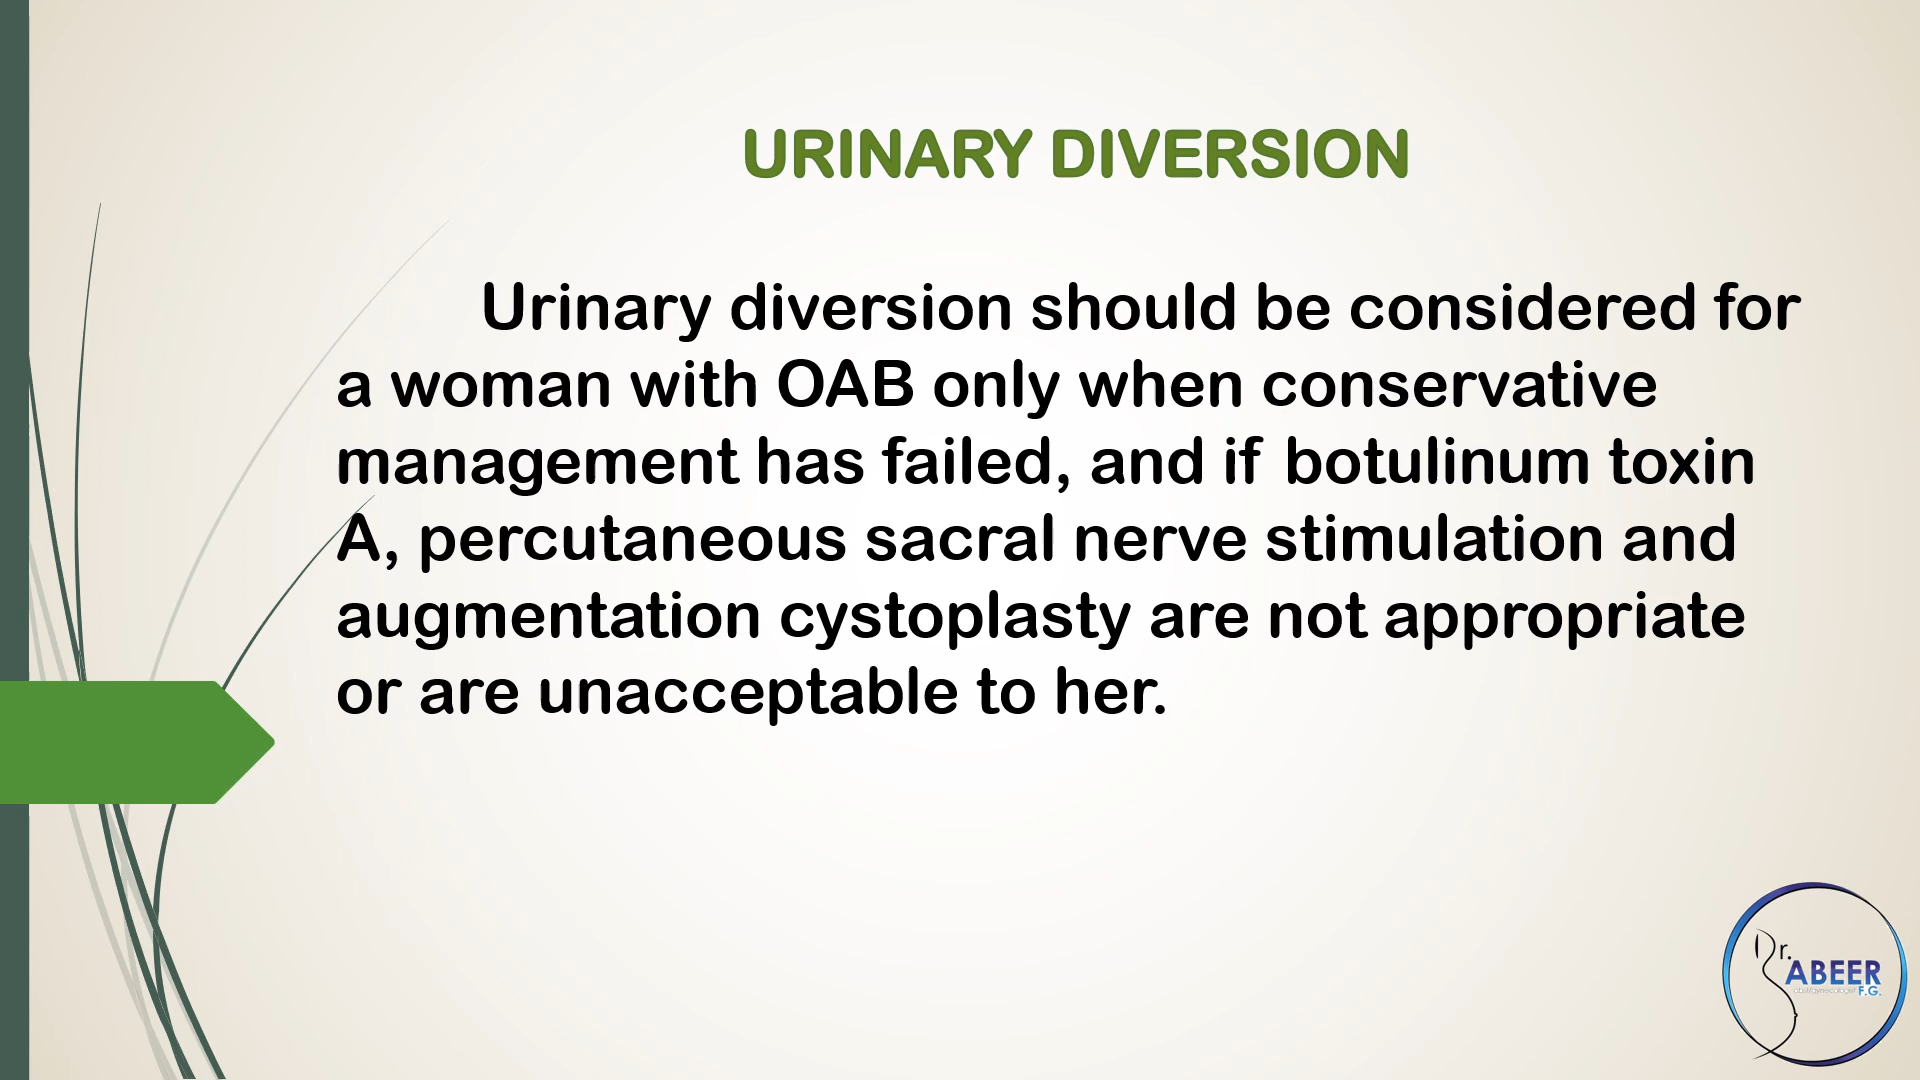 URINARY DIVERSION
Urinary diversion should be considered for
a woman with OAB only when conservative
management has failed, and if botulinum toxin
A, percutaneous sacral nerve stimulation and
augmentation cystoplasty are not appropriate
or are unacceptable to her.
Dr.
ABEER
F.G.